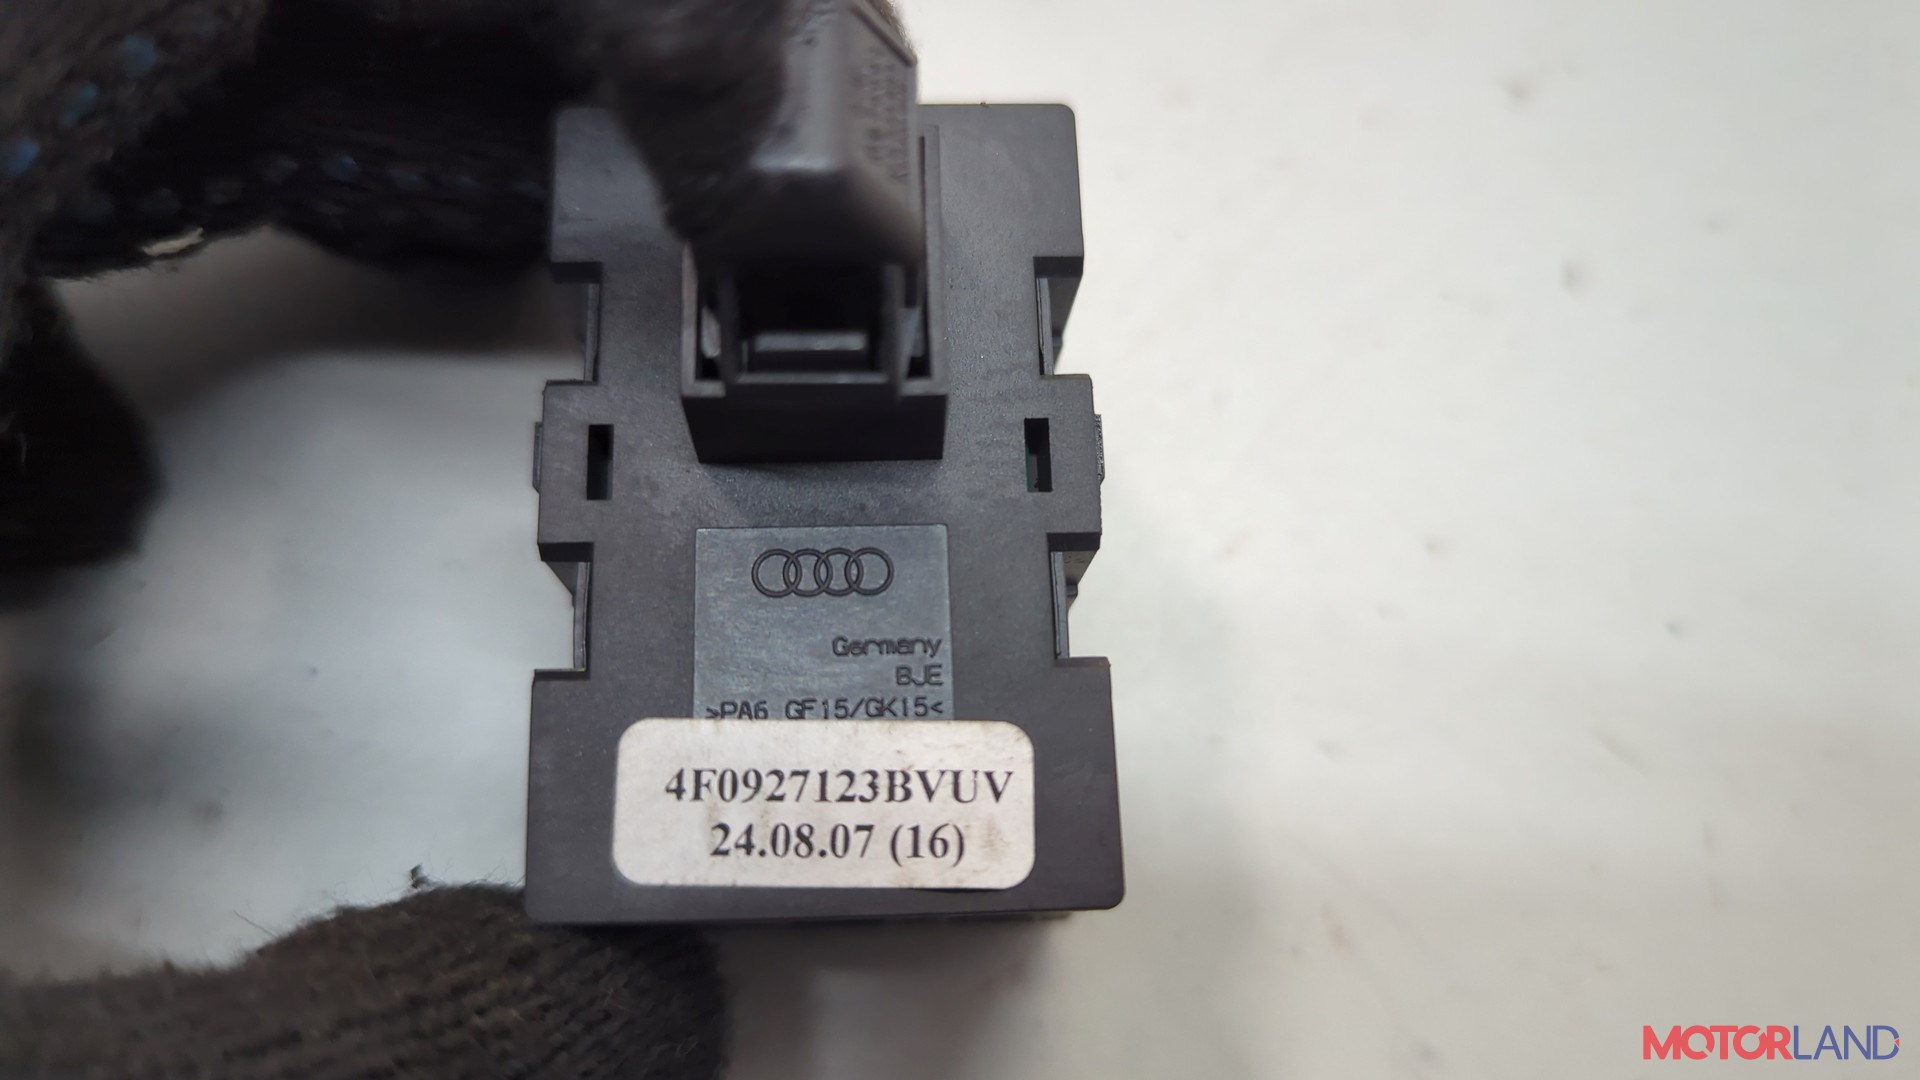 Germany
BJE
>PA6 GF15/GK15<
4F0927123BVUV
24.08.07 (16)
MOTORLAND